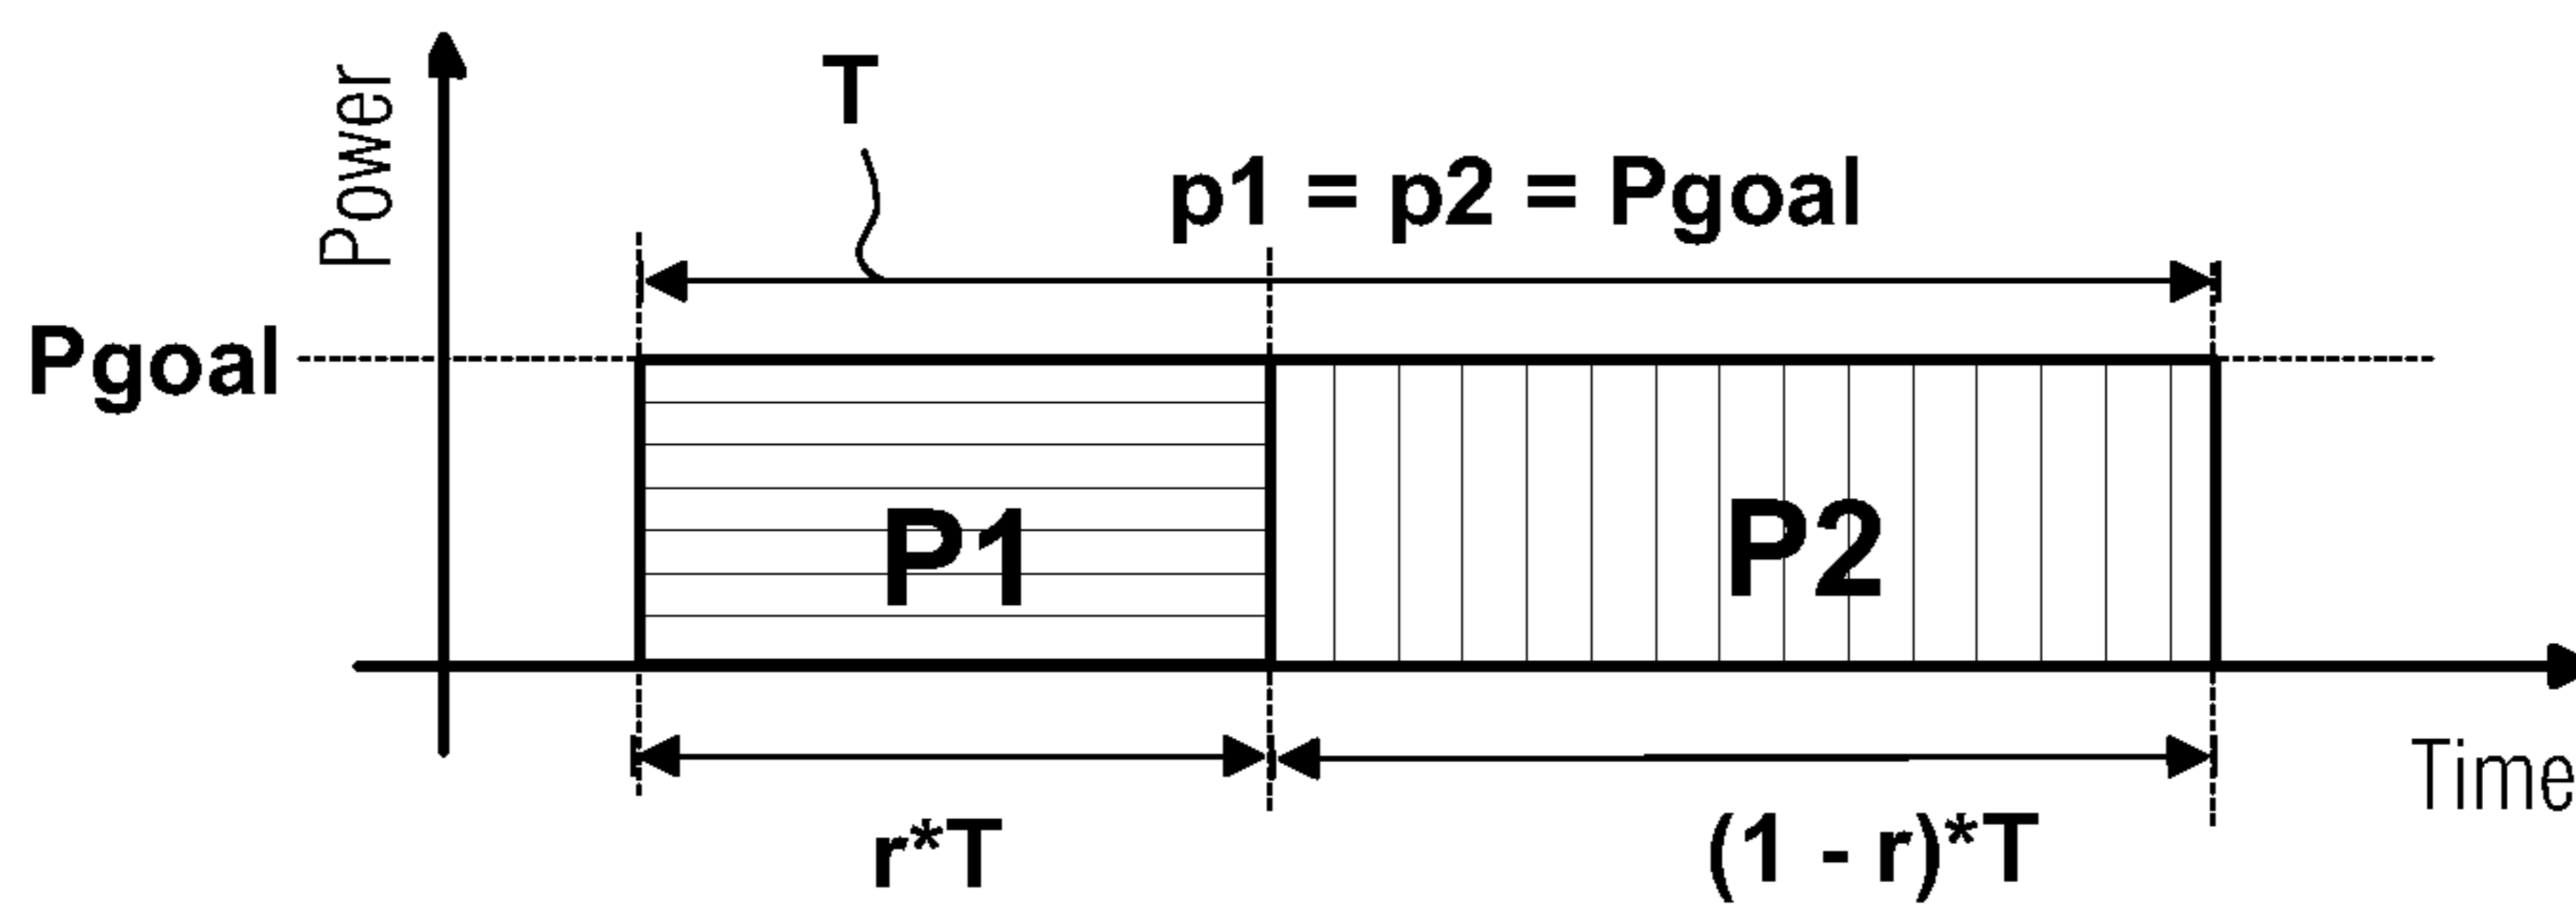 Power
T
p1 = p2 = Pgoal
Pgoal
P1
P2
Time
r*T
(1 - r)*T